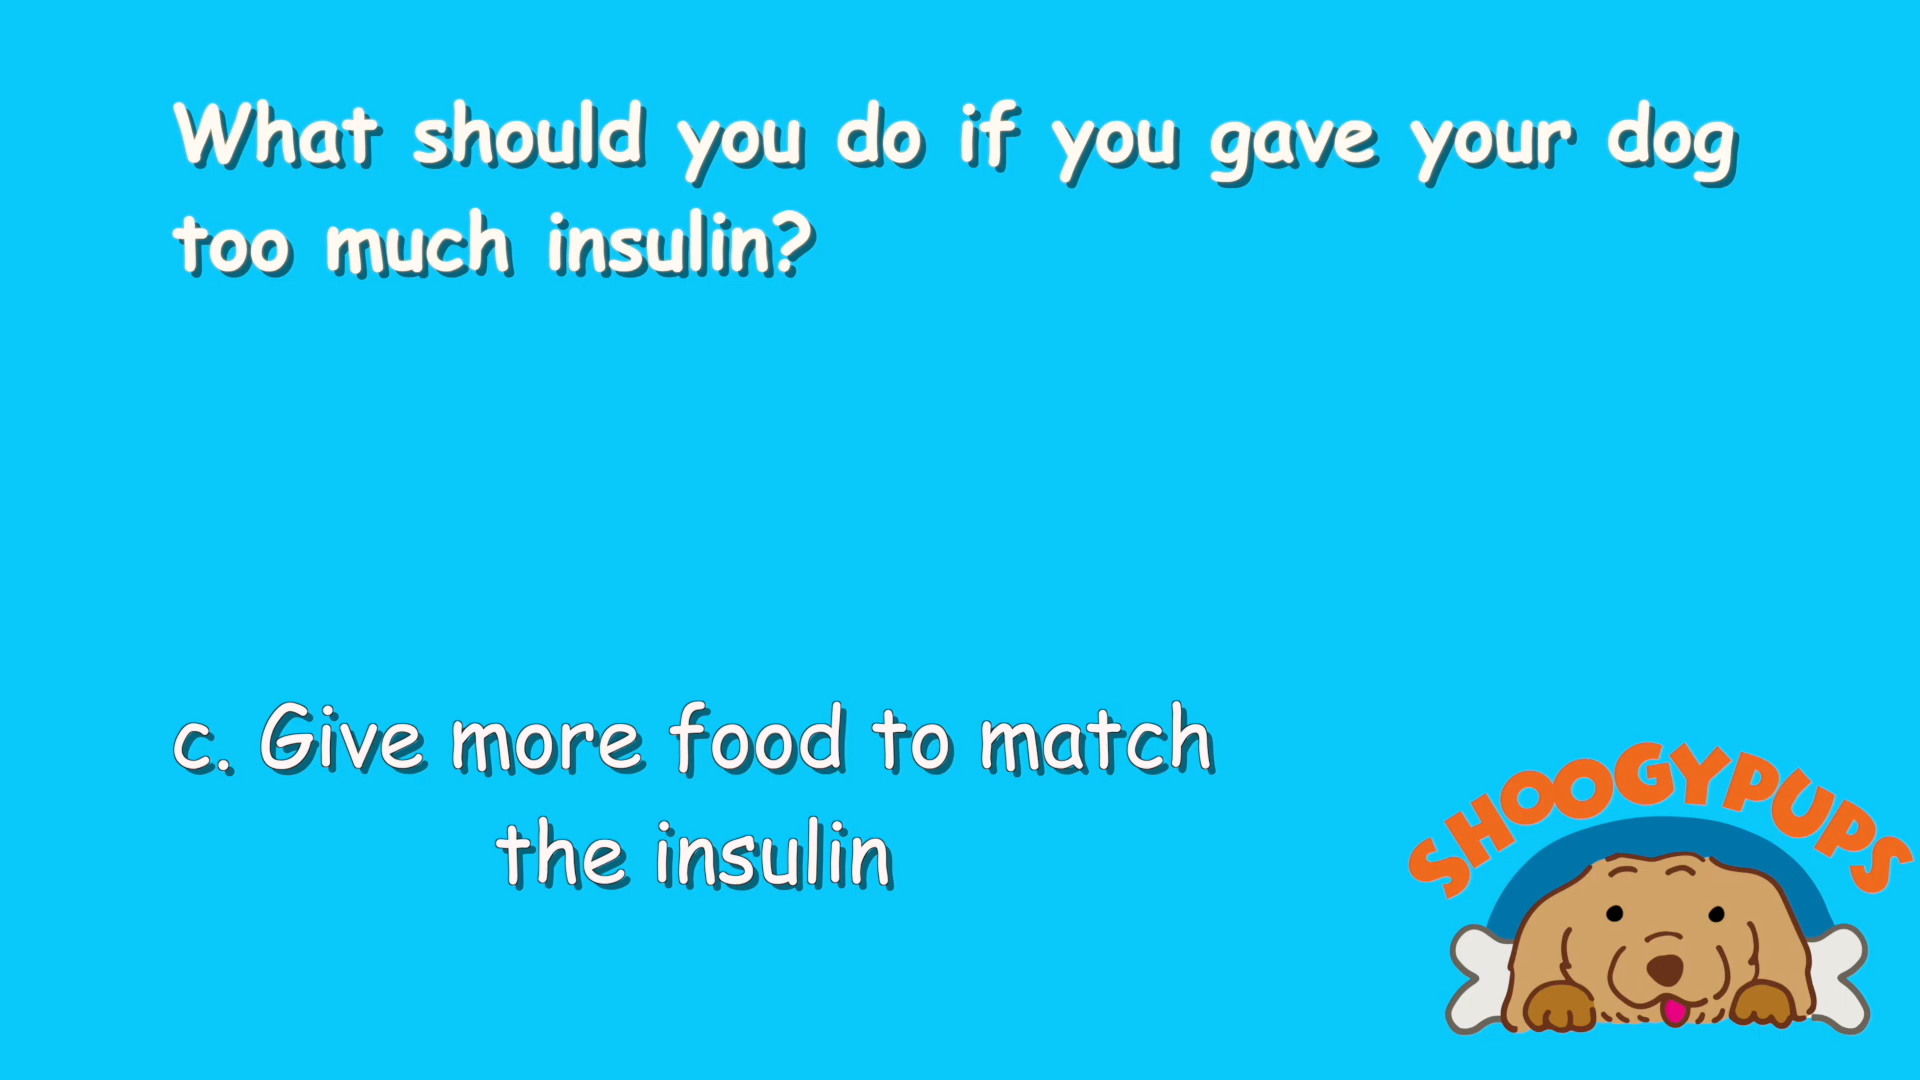 What should you do if you gave your dog
too much insulin?
c. Give more food to match
the insulin
SHOOGYPUPS